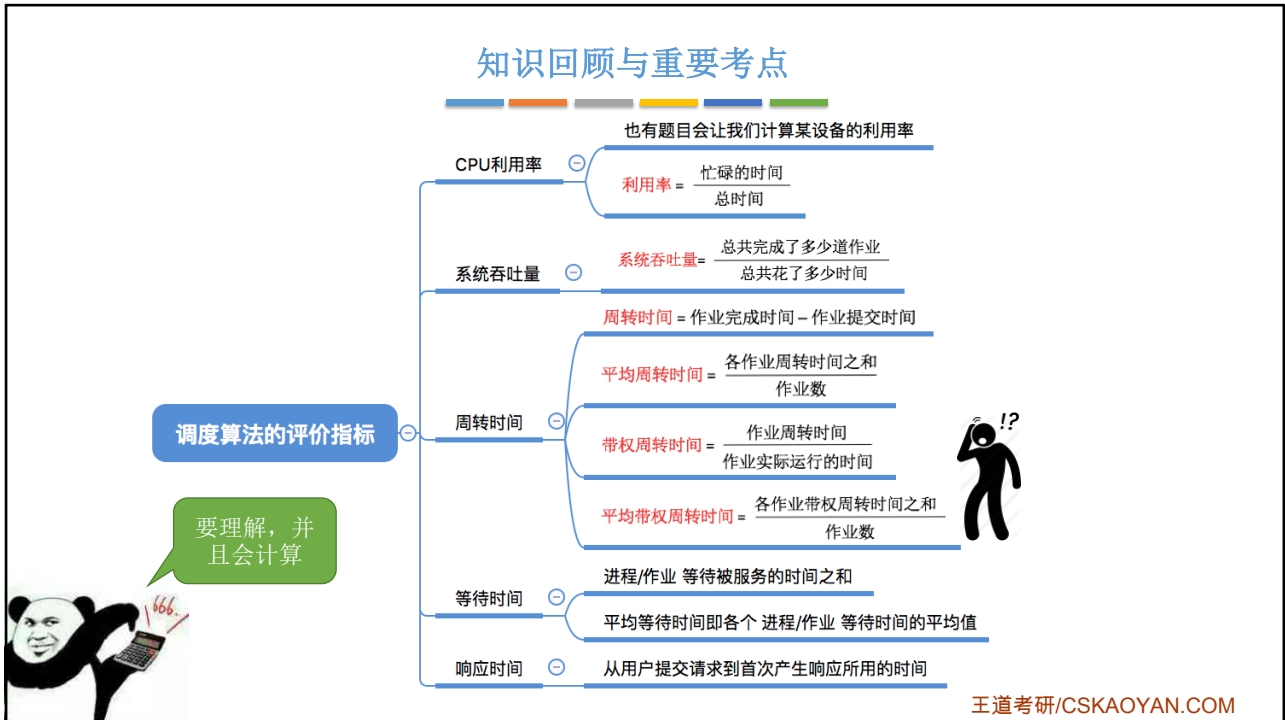 知识回顾与重要考点
也有题目会让我们计算某设备的利用率
CPU利用率
利用率 = 忙碌的时间
总时间
系统吞吐量
系统吞吐量= 总共完成了多少道作业
总共花了多少时间
周转时间 = 作业完成时间 – 作业提交时间
平均周转时间 = 各作业周转时间之和
作业数
周转时间
调度算法的评价指标
带权周转时间 = 作业周转时间
作业实际运行的时间
!?
平均带权周转时间 = 各作业带权周转时间之和
作业数
要理解，并
且会计算
进程/作业 等待被服务的时间之和
等待时间
平均等待时间即各个 进程/作业 等待时间的平均值
666.
响应时间
从用户提交请求到首次产生响应所用的时间
王道考研/CSKAOYAN.COM